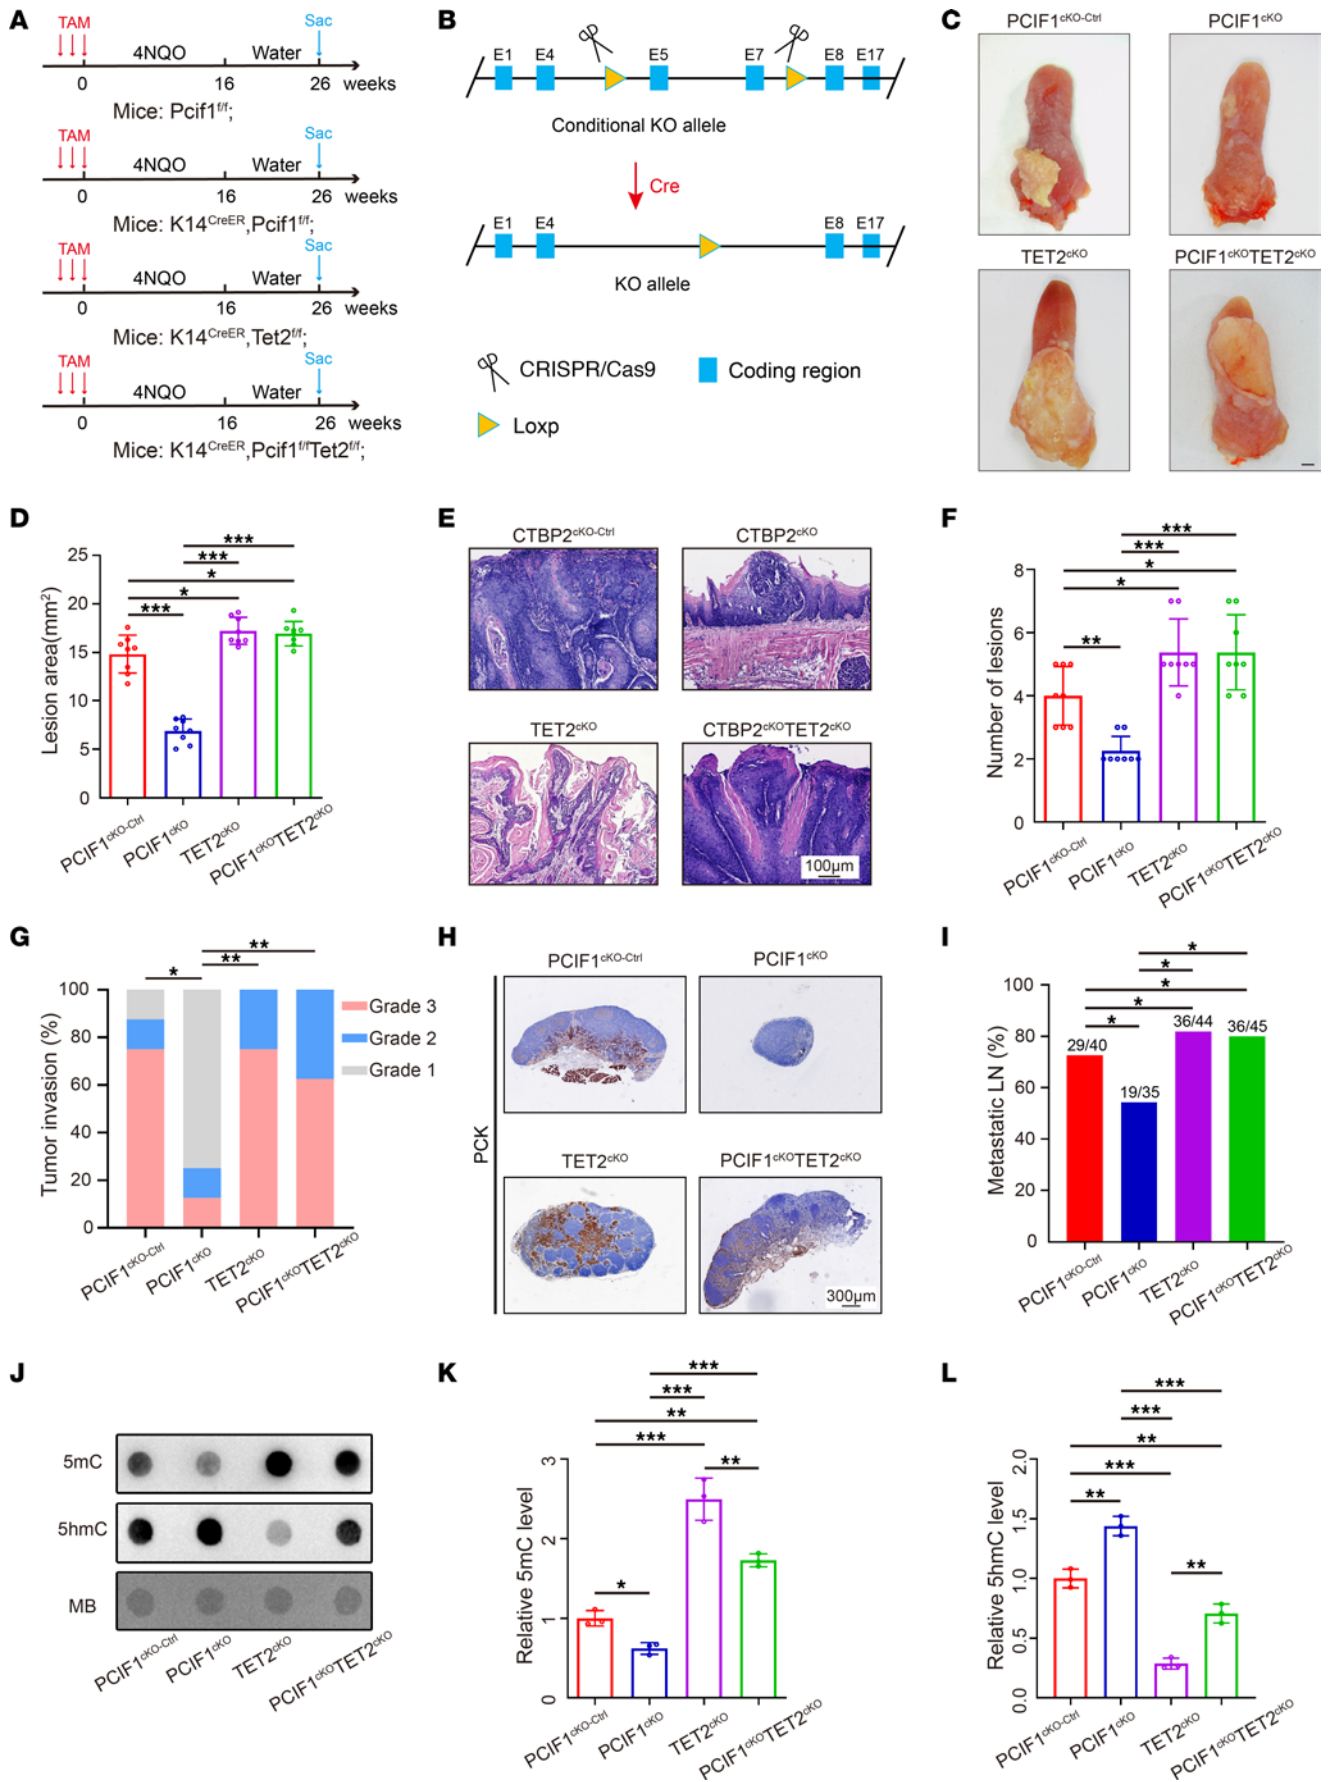 A
TAM
Sac
4NQO
Water
0
16
26
weeks
Mice: Pcif1f/f;
TAM
Sac
4NQO
Water
0
16
26
weeks
Mice: K14CreER,Pcif1f/f;
TAM
Sac
4NQO
Water
0
16
26
weeks
Mice: K14CreER,Tet2f/f;
TAM
Sac
4NQO
Water
0
16
26
weeks
Mice: K14CreER,Pcif1f/fTet2f/f;
B
E1 E4 E5 E7 E8 E17
Conditional KO allele
Cre
E1 E4 E8 E17
KO allele
CRISPR/Cas9
Coding region
Loxp
C
PCIF1cKO-Ctrl
PCIF1cKO
TET2cKO
PCIF1cKOTET2cKO
D
Lesion area(mm2)
25
20
15
10
5
0
***
***
*
*
***
PCIF1cKO-Ctrl
PCIF1cKO
TET2cKO
PCIF1cKOTET2cKO
E
CTBP2cKO-Ctrl
CTBP2cKO
TET2cKO
CTBP2cKOTET2cKO
100μm
F
Number of lesions
8
6
4
2
0
***
***
*
*
**
PCIF1cKO-Ctrl
PCIF1cKO
TET2cKO
PCIF1cKOTET2cKO
G
Tumor invasion (%)
100
80
60
40
20
0
**
**
*
Grade 3
Grade 2
Grade 1
PCIF1cKO-Ctrl
PCIF1cKO
TET2cKO
PCIF1cKOTET2cKO
H
PCK
PCIF1cKO-Ctrl
PCIF1cKO
TET2cKO
PCIF1cKOTET2cKO
300μm
I
Metastatic LN (%)
100
80
60
40
20
0
*
*
*
*
*
29/40
19/35
36/44
36/45
PCIF1cKO-Ctrl
PCIF1cKO
TET2cKO
PCIF1cKOTET2cKO
J
5mC
5hmC
MB
PCIF1cKO-Ctrl
PCIF1cKO
TET2cKO
PCIF1cKOTET2cKO
K
Relative 5mC level
3
2
1
0
***
***
**
***
**
*
PCIF1cKO-Ctrl
PCIF1cKO
TET2cKO
PCIF1cKOTET2cKO
L
Relative 5hmC level
2.0
1.5
1.0
0.5
0.0
***
***
**
***
**
**
PCIF1cKO-Ctrl
PCIF1cKO
TET2cKO
PCIF1cKOTET2cKO